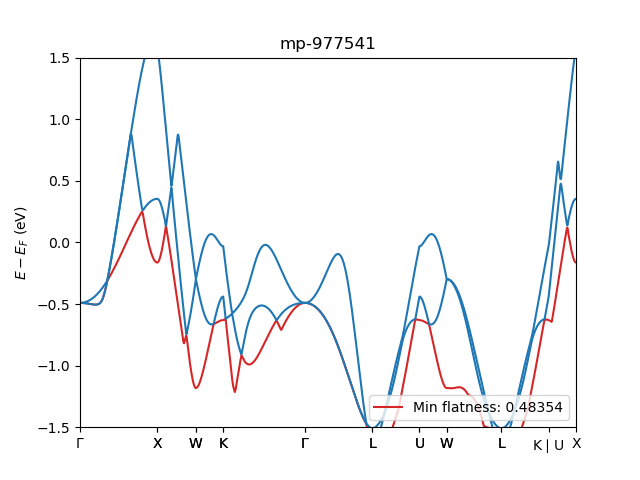 mp-977541
1.5
1.0
0.5
0.0
−0.5
−1.0
−1.5
E − E_F (eV)
Min flatness: 0.48354
Γ X W K Γ L U W L K | U X